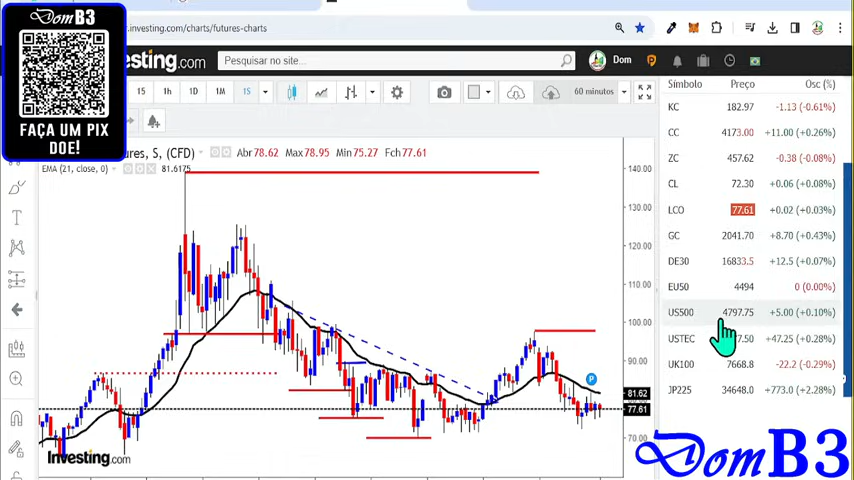 DomB3
FAÇA UM PIX
DOE!
.investing.com/charts/futures-charts
Investing.com
Pesquisar no site...
Dom
15 1h 1D 1M 1S
60 minutos
Símbolo Preço Osc (%)
KC 182.97 -1.13 (-0.61%)
CC 4173.00 +11.00 (+0.26%)
ZC 457.62 -0.38 (-0.08%)
CL 72.30 +0.06 (+0.08%)
LCO 77.61 +0.02 (+0.03%)
GC 2041.70 +8.70 (+0.43%)
DE30 16833.5 +12.5 (+0.07%)
EU50 4494 0 (0.00%)
US500 4797.75 +5.00 (+0.10%)
USTEC 7.50 +47.25 (+0.28%)
UK100 7668.8 -22.2 (-0.29%)
JP225 34648.0 +773.0 (+2.28%)
tures, S, (CFD) Abr 78.62 Max 78.95 Min 75.27 Fch 77.61
EMA (21, close, 0) 81.6175
140.00
130.00
120.00
110.00
100.00
90.00
81.62
77.61
70.00
P
T
Investing.com
DomB3